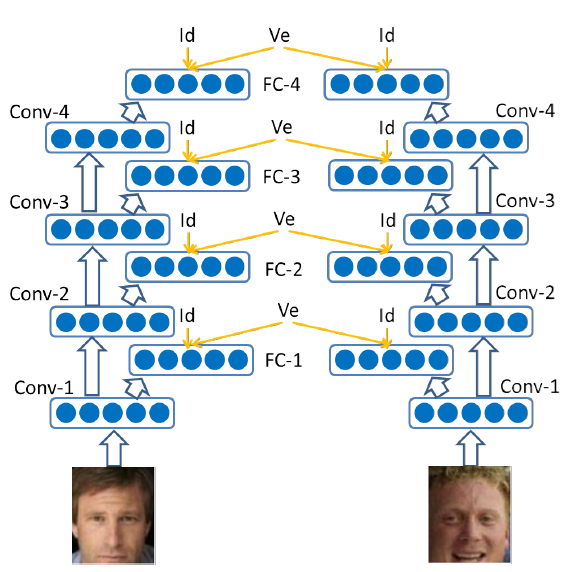 Id Ve Id
FC-4
Conv-4 Conv-4
Id Ve Id
FC-3
Conv-3 Conv-3
Id Ve Id
FC-2
Conv-2 Conv-2
Id Ve Id
FC-1
Conv-1 Conv-1